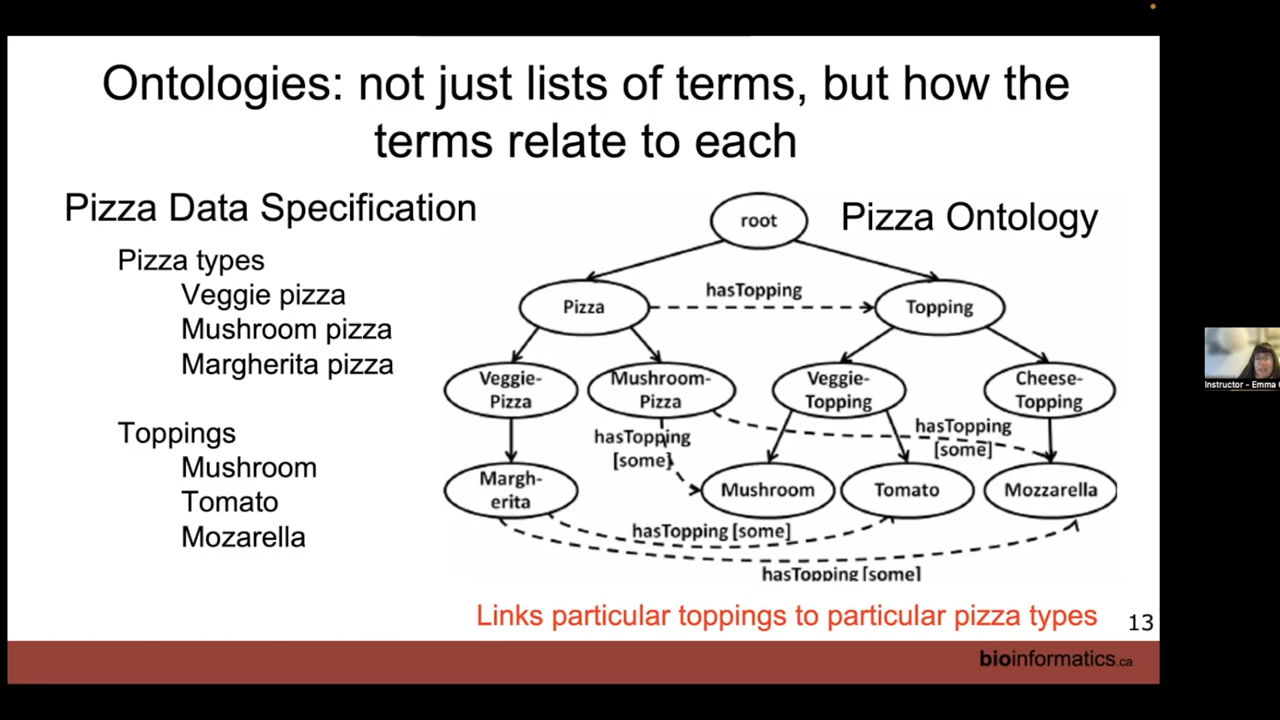 Ontologies: not just lists of terms, but how the
terms relate to each
Pizza Data Specification
Pizza types
Veggie pizza
Mushroom pizza
Margherita pizza
Toppings
Mushroom
Tomato
Mozarella
Pizza Ontology
root
Pizza
hasTopping
Topping
Veggie-
Pizza
Mushroom-
Pizza
Veggie-
Topping
Cheese-
Topping
hasTopping
[some]
hasTopping
[some]
Margh-
erita
Mushroom
Tomato
Mozzarella
hasTopping [some]
hasTopping [some]
Links particular toppings to particular pizza types
13
bioinformatics.ca
Instructor - Emma